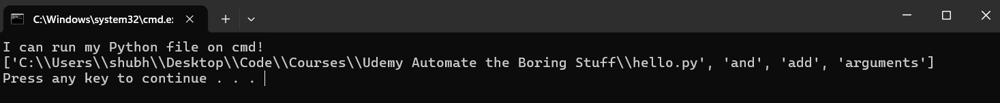 C:\Windows\system32\cmd.e
I can run my Python file on cmd!
['C:\\Users\\shubh\\Desktop\\Code\\Courses\\Udemy Automate the Boring Stuff\\hello.py', 'and', 'add', 'arguments']
Press any key to continue . . .